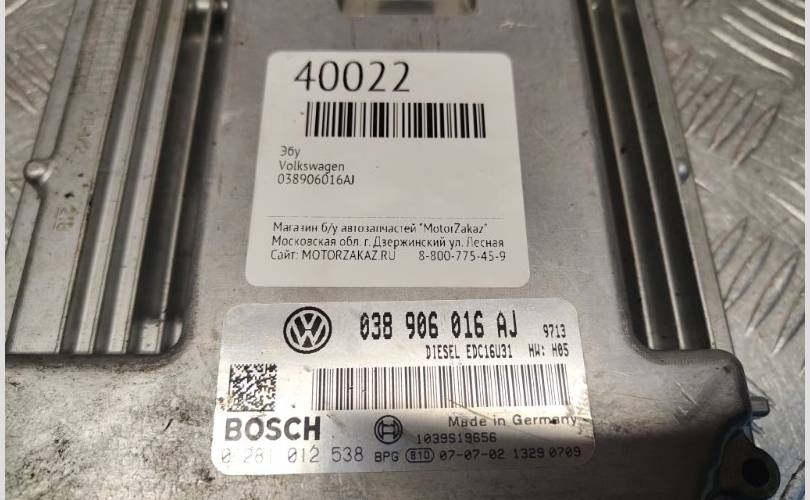 40022
Эбу
Volkswagen
038906016AJ
Магазин б/у автозапчастей "MotorZakaz"
Московская обл. г. Дзержинский ул. Лесная
Сайт: MOTORZAKAZ.RU 8-800-775-45-9
038 906 016 AJ 9713
DIESEL EDC16U31 HW: H05
Made in Germany
BOSCH 1039S19656
0 281 012 538 BPG 810 07-07-02 1329 0709